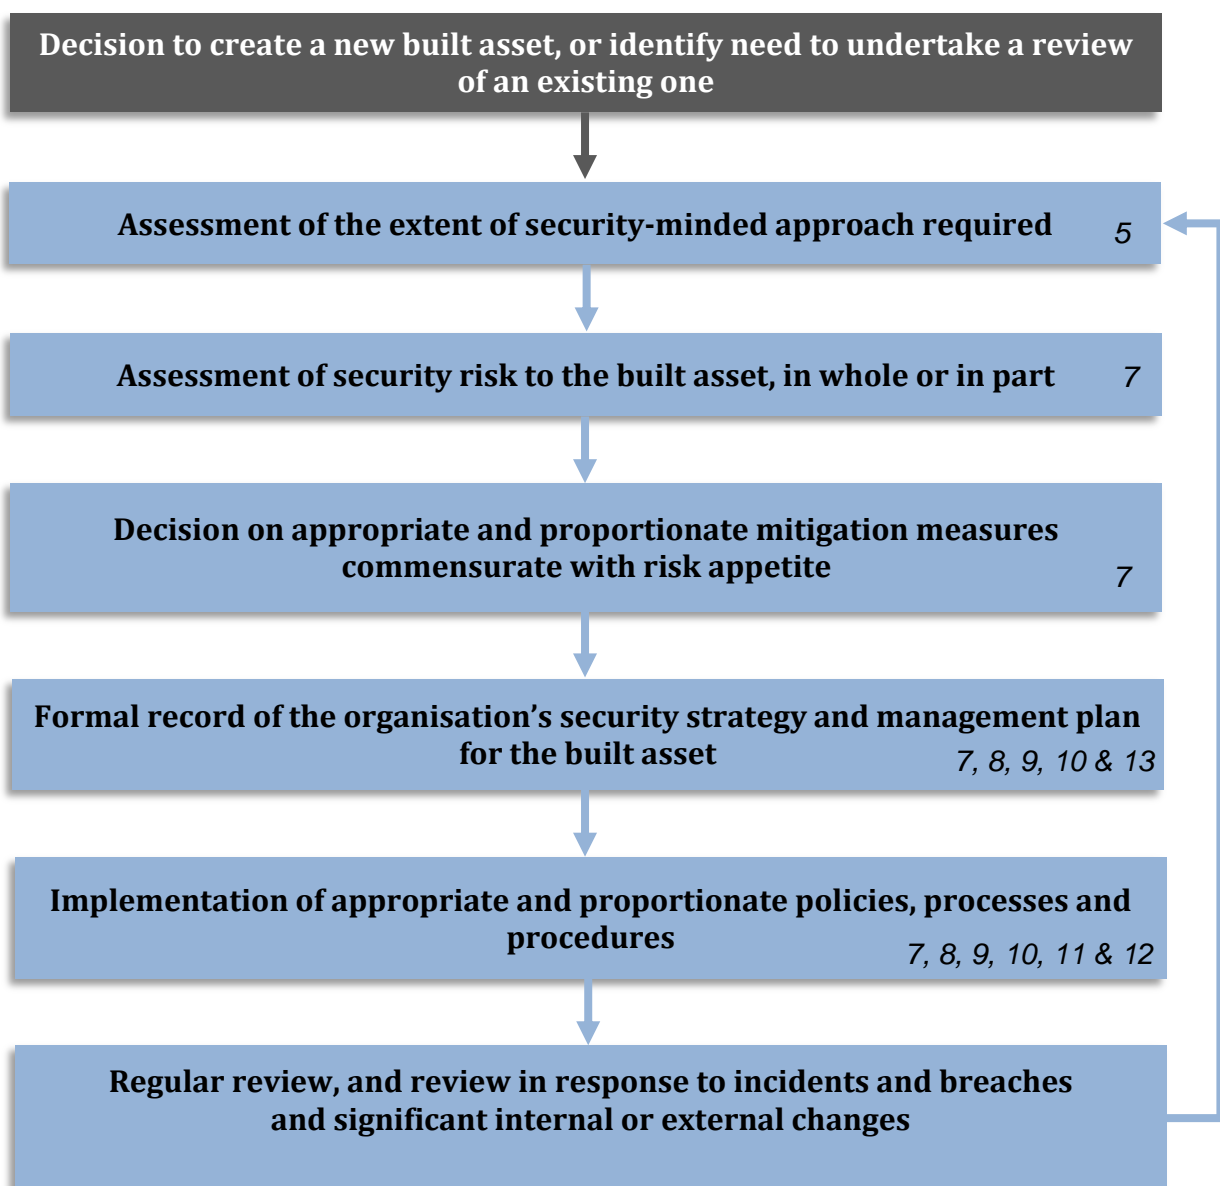 Decision to create a new built asset, or identify need to undertake a review
of an existing one
Assessment of the extent of security-minded approach required
5
Assessment of security risk to the built asset, in whole or in part
7
Decision on appropriate and proportionate mitigation measures
commensurate with risk appetite
7
Formal record of the organisation’s security strategy and management plan
for the built asset
7, 8, 9, 10 & 13
Implementation of appropriate and proportionate policies, processes and
procedures
7, 8, 9, 10, 11 & 12
Regular review, and review in response to incidents and breaches
and significant internal or external changes